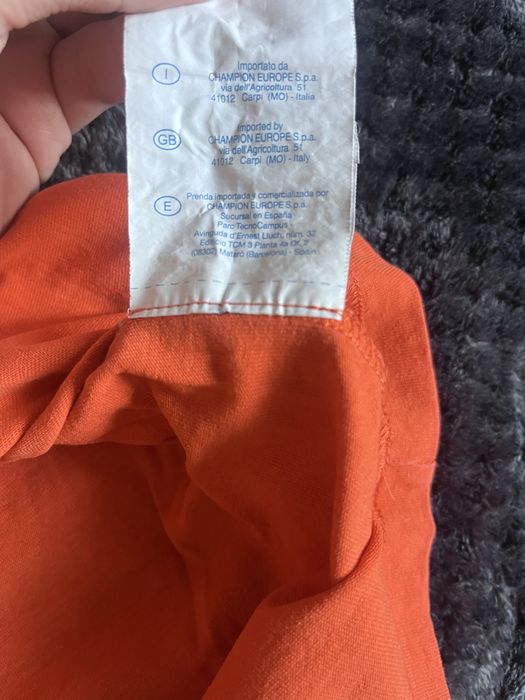 I
Importato da
CHAMPION EUROPE S.p.a.
via dell'Agricoltura 51
41012 Carpi (MO) - Italia
GB
Imported by
CHAMPION EUROPE S.p.a.
via dell'Agricoltura 51
41012 Carpi (MO) - Italy
E
Prenda importada y comercializada por
CHAMPION EUROPE S.p.a.
Sucursal en España
Parc TecnoCampus -
Avinguda d'Ernest Lluch, núm. 32
Edificio TCM 3 Planta 4a Of. 2
(08302) Mataró (Barcelona) - Spain